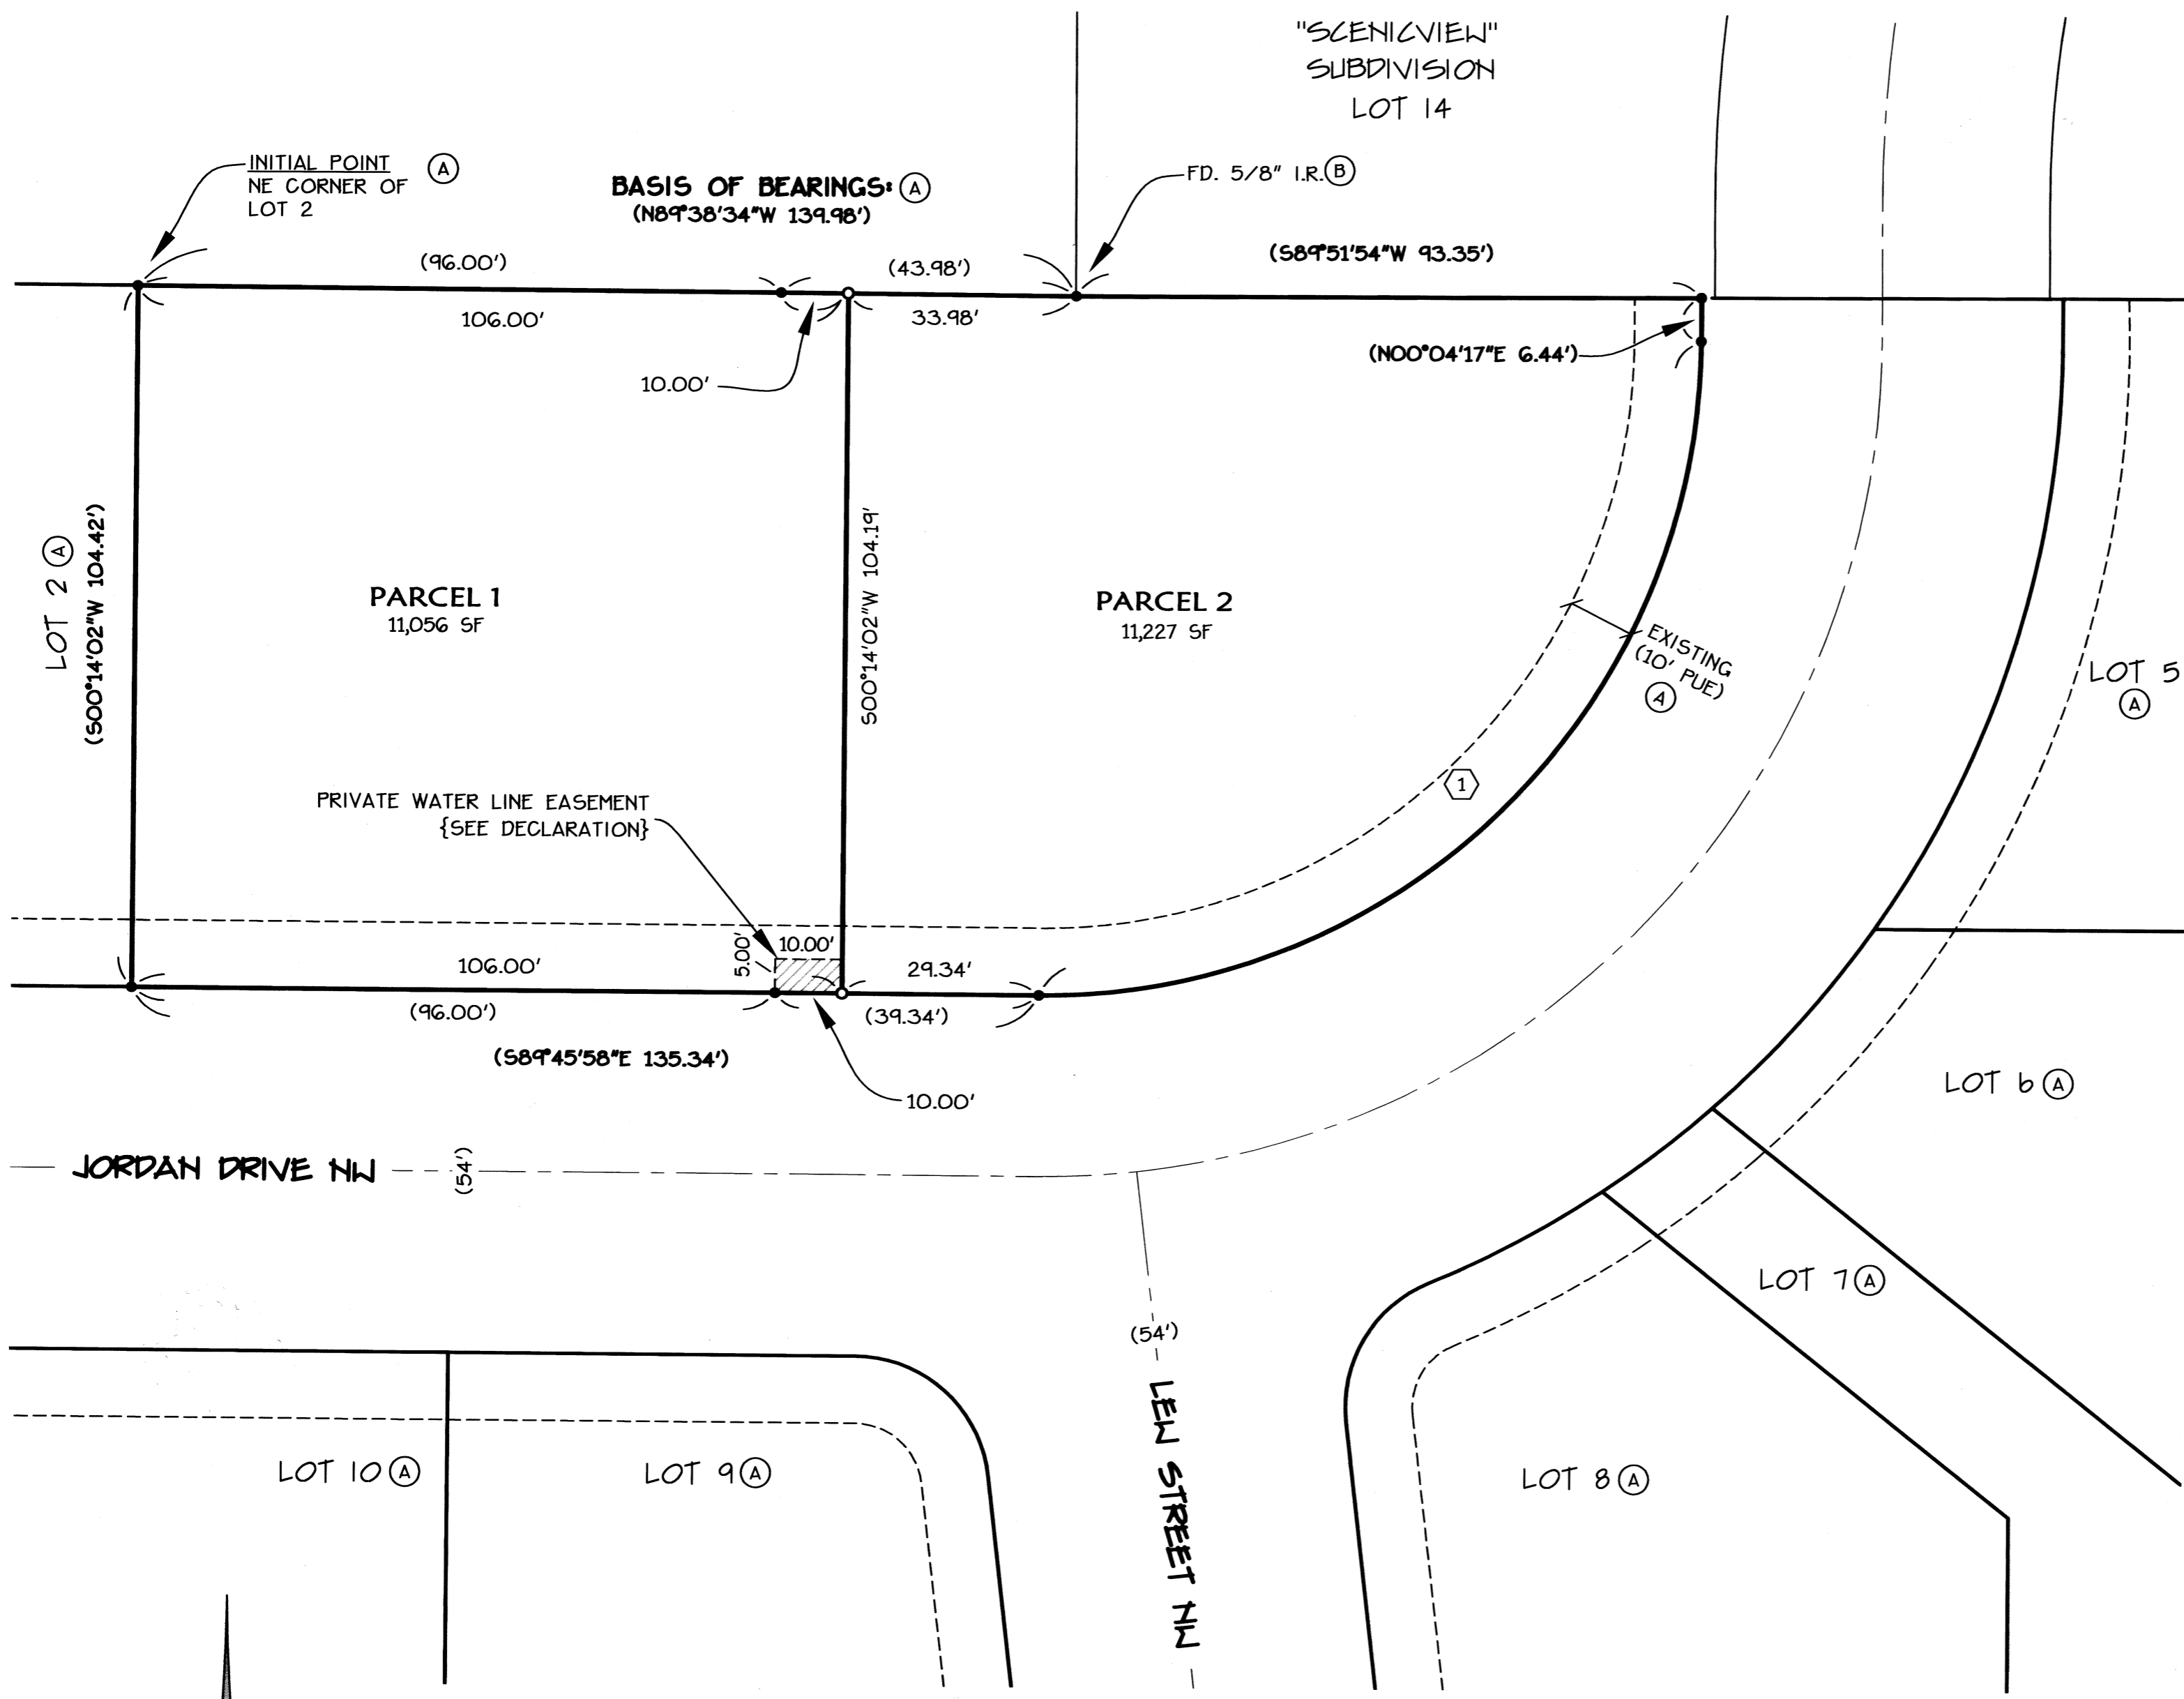 "SCENICVIEW"
SUBDIVISION
LOT 14
INITIAL POINT (A)
NE CORNER OF
LOT 2
BASIS OF BEARINGS: (A)
(N89°38'34"W 139.98')
FD. 5/8" I.R. (B)
(S89°51'54"W 93.35')
(96.00')
(43.98')
106.00'
33.98'
10.00'
(N00°04'17"E 6.44')
LOT 2 (A)
(S00°14'02"W 104.42')
S00°14'02"W 104.19'
PARCEL 1
11,056 SF
PARCEL 2
11,227 SF
EXISTING
(10' PUE)
(A)
LOT 5
(A)
1
PRIVATE WATER LINE EASEMENT
{SEE DECLARATION}
5.00'
10.00'
106.00'
29.34'
(96.00')
(39.34')
(S89°45'58"E 135.34')
10.00'
LOT 6 (A)
JORDAN DRIVE NW
(54')
LOT 7 (A)
(54')
LEW STREET NW
LOT 10 (A)
LOT 9 (A)
LOT 8 (A)